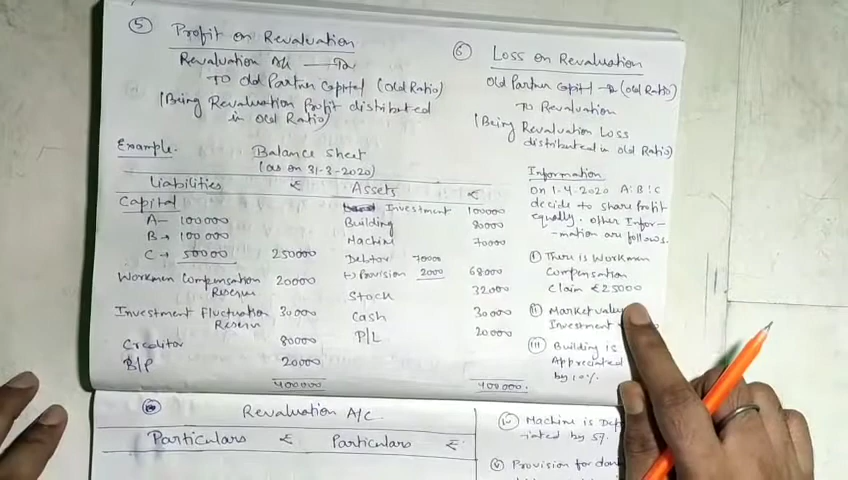 ⑤ Profit on Revaluation
Revaluation A/c → Dr
To old Partner Capital (old Ratio)
(Being Revaluation Profit distributed
in old Ratio)
⑥ Loss on Revaluation
old Partner Capital → Dr (old Ratio)
To Revaluation
(Being Revaluation Loss
distributed in old Ratio)
Example.
Balance Sheet
(as on 31-3-2020)
Liabilities ₹ Assets ₹
Capital Investment 100000
A- 100000 Building 80000
B→ 100000 Machine 70000
C→ 50000 250000 Debtor 70000
Workmen Compensation 20000 (-) Provision 2000 68000
Reserve Stock 32000
Investment Fluctuation 30000 Cash 30000
Reserve P/L 20000
Creditor 80000
B/P 20000
400000 400000
Information
on 1-4-2020 A:B:C
decide to share Profit
equally. other Infor-
-mation are follows.
(i) There is Workmen
Compensation
Claim ₹25000
(ii) Market value
Investment
(iii) Building is
Appreciated
by 10%.
Revaluation A/C
Particulars ₹ Particulars ₹
(iv) Machine is Dep
-iated by 5%.
(v) Provision for